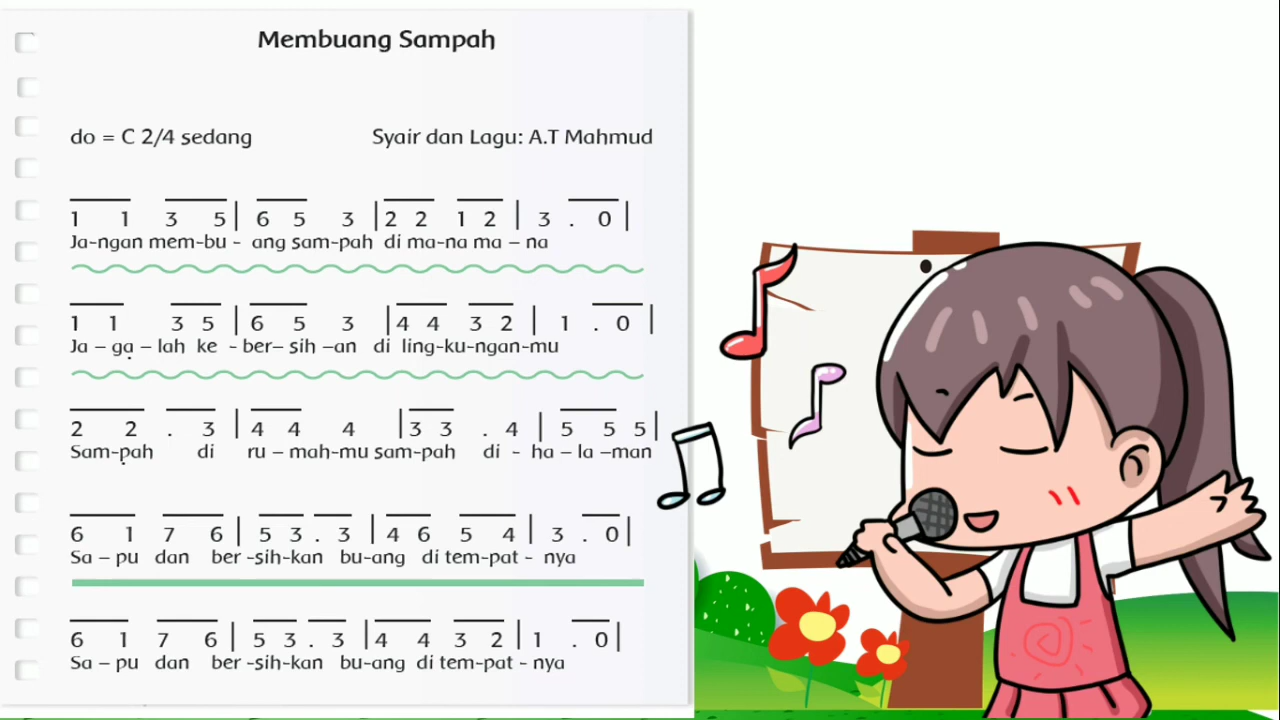 Membuang Sampah
do = C 2/4 sedang Syair dan Lagu: A.T Mahmud
1 1 3 5 | 6 5 3 | 2 2 1 2 | 3 . 0 |
Ja-ngan mem-bu - ang sam-pah di ma-na ma – na
1 1 3 5 | 6 5 3 | 4 4 3 2 | 1 . 0 |
Ja – ga – lah ke - ber– sih –an di ling-ku-ngan-mu
2 2 . 3 | 4 4 4 | 3 3 . 4 | 5 5 5 |
Sam-pah di ru – mah-mu sam-pah di - ha – la –man
6 1 7 6 | 5 3 . 3 | 4 6 5 4 | 3 . 0 |
Sa – pu dan ber -sih-kan bu-ang di tem-pat - nya
6 1 7 6 | 5 3 . 3 | 4 4 3 2 | 1 . 0 |
Sa – pu dan ber -sih-kan bu-ang di tem-pat - nya